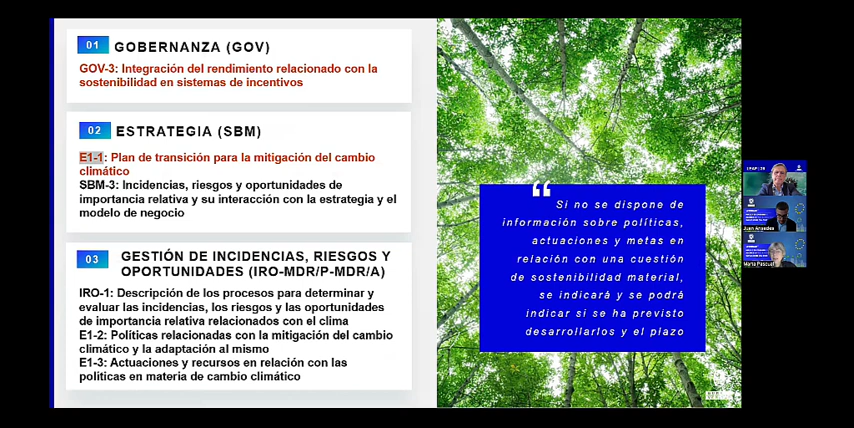 01 GOBERNANZA (GOV)
GOV-3: Integración del rendimiento relacionado con la
sostenibilidad en sistemas de incentivos
02 ESTRATEGIA (SBM)
E1-1: Plan de transición para la mitigación del cambio
climático
SBM-3: Incidencias, riesgos y oportunidades de
importancia relativa y su interacción con la estrategia y el
modelo de negocio
03 GESTIÓN DE INCIDENCIAS, RIESGOS Y
OPORTUNIDADES (IRO-MDR/P-MDR/A)
IRO-1: Descripción de los procesos para determinar y
evaluar las incidencias, los riesgos y las oportunidades
de importancia relativa relacionados con el clima
E1-2: Políticas relacionadas con la mitigación del cambio
climático y la adaptación al mismo
E1-3: Actuaciones y recursos en relación con las
políticas en materia de cambio climático
“
Si no se dispone de
información sobre políticas,
actuaciones y metas en
relación con una cuestión
de sostenibilidad material,
se indicará y se podrá
indicar si se ha previsto
desarrollarlos y el plazo